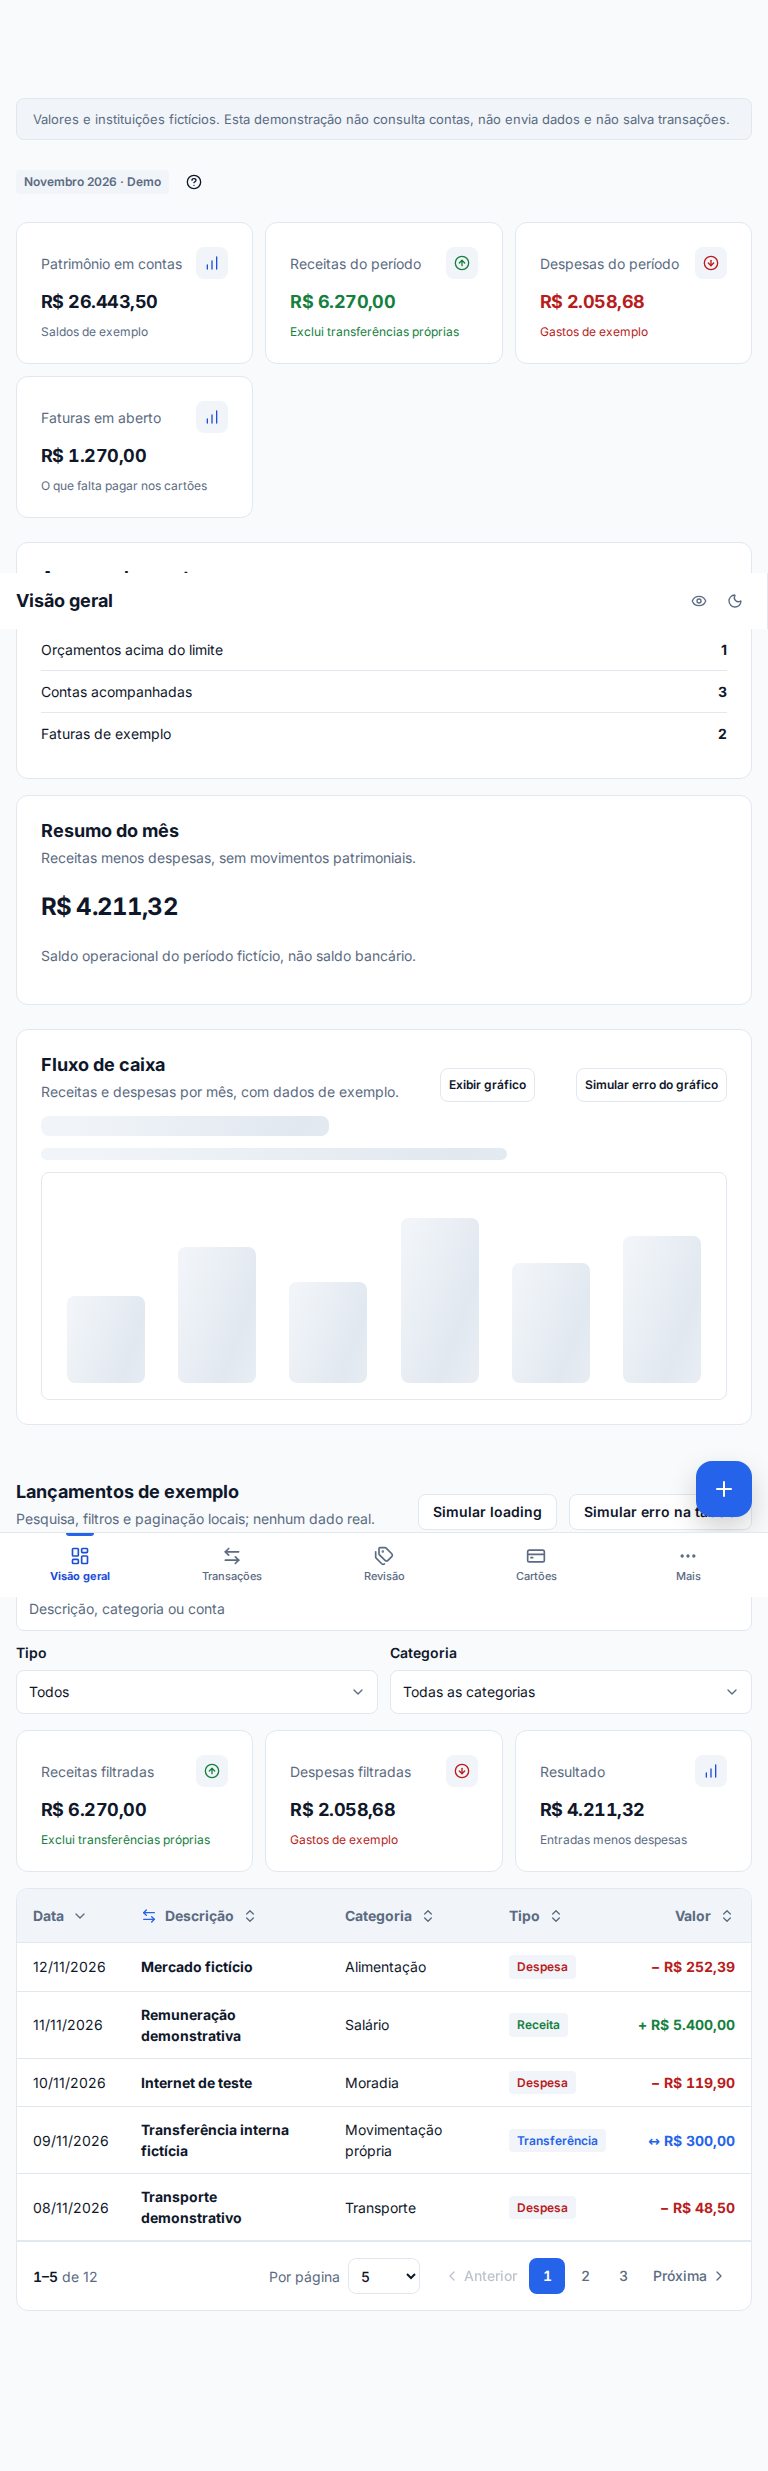 Valores e instituições fictícios. Esta demonstração não consulta contas, não envia dados e não salva transações.
Novembro 2026 · Demo
Patrimônio em contas
R$ 26.443,50
Saldos de exemplo
Receitas do período
R$ 6.270,00
Exclui transferências próprias
Despesas do período
R$ 2.058,68
Gastos de exemplo
Faturas em aberto
R$ 1.270,00
O que falta pagar nos cartões
Visão geral
Orçamentos acima do limite 1
Contas acompanhadas 3
Faturas de exemplo 2
Resumo do mês
Receitas menos despesas, sem movimentos patrimoniais.
R$ 4.211,32
Saldo operacional do período fictício, não saldo bancário.
Fluxo de caixa
Receitas e despesas por mês, com dados de exemplo.
Exibir gráfico
Simular erro do gráfico
Lançamentos de exemplo
Pesquisa, filtros e paginação locais; nenhum dado real.
Simular loading
Simular erro na
Visão geral
Transações
Revisão
Cartões
Mais
Descrição, categoria ou conta
Tipo
Todos
Categoria
Todas as categorias
Receitas filtradas
R$ 6.270,00
Exclui transferências próprias
Despesas filtradas
R$ 2.058,68
Gastos de exemplo
Resultado
R$ 4.211,32
Entradas menos despesas
Data Descrição Categoria Tipo Valor
12/11/2026 Mercado fictício Alimentação Despesa − R$ 252,39
11/11/2026 Remuneração demonstrativa Salário Receita + R$ 5.400,00
10/11/2026 Internet de teste Moradia Despesa − R$ 119,90
09/11/2026 Transferência interna fictícia Movimentação própria Transferência ↔ R$ 300,00
08/11/2026 Transporte demonstrativo Transporte Despesa − R$ 48,50
1–5 de 12
Por página 5
Anterior 1 2 3 Próxima